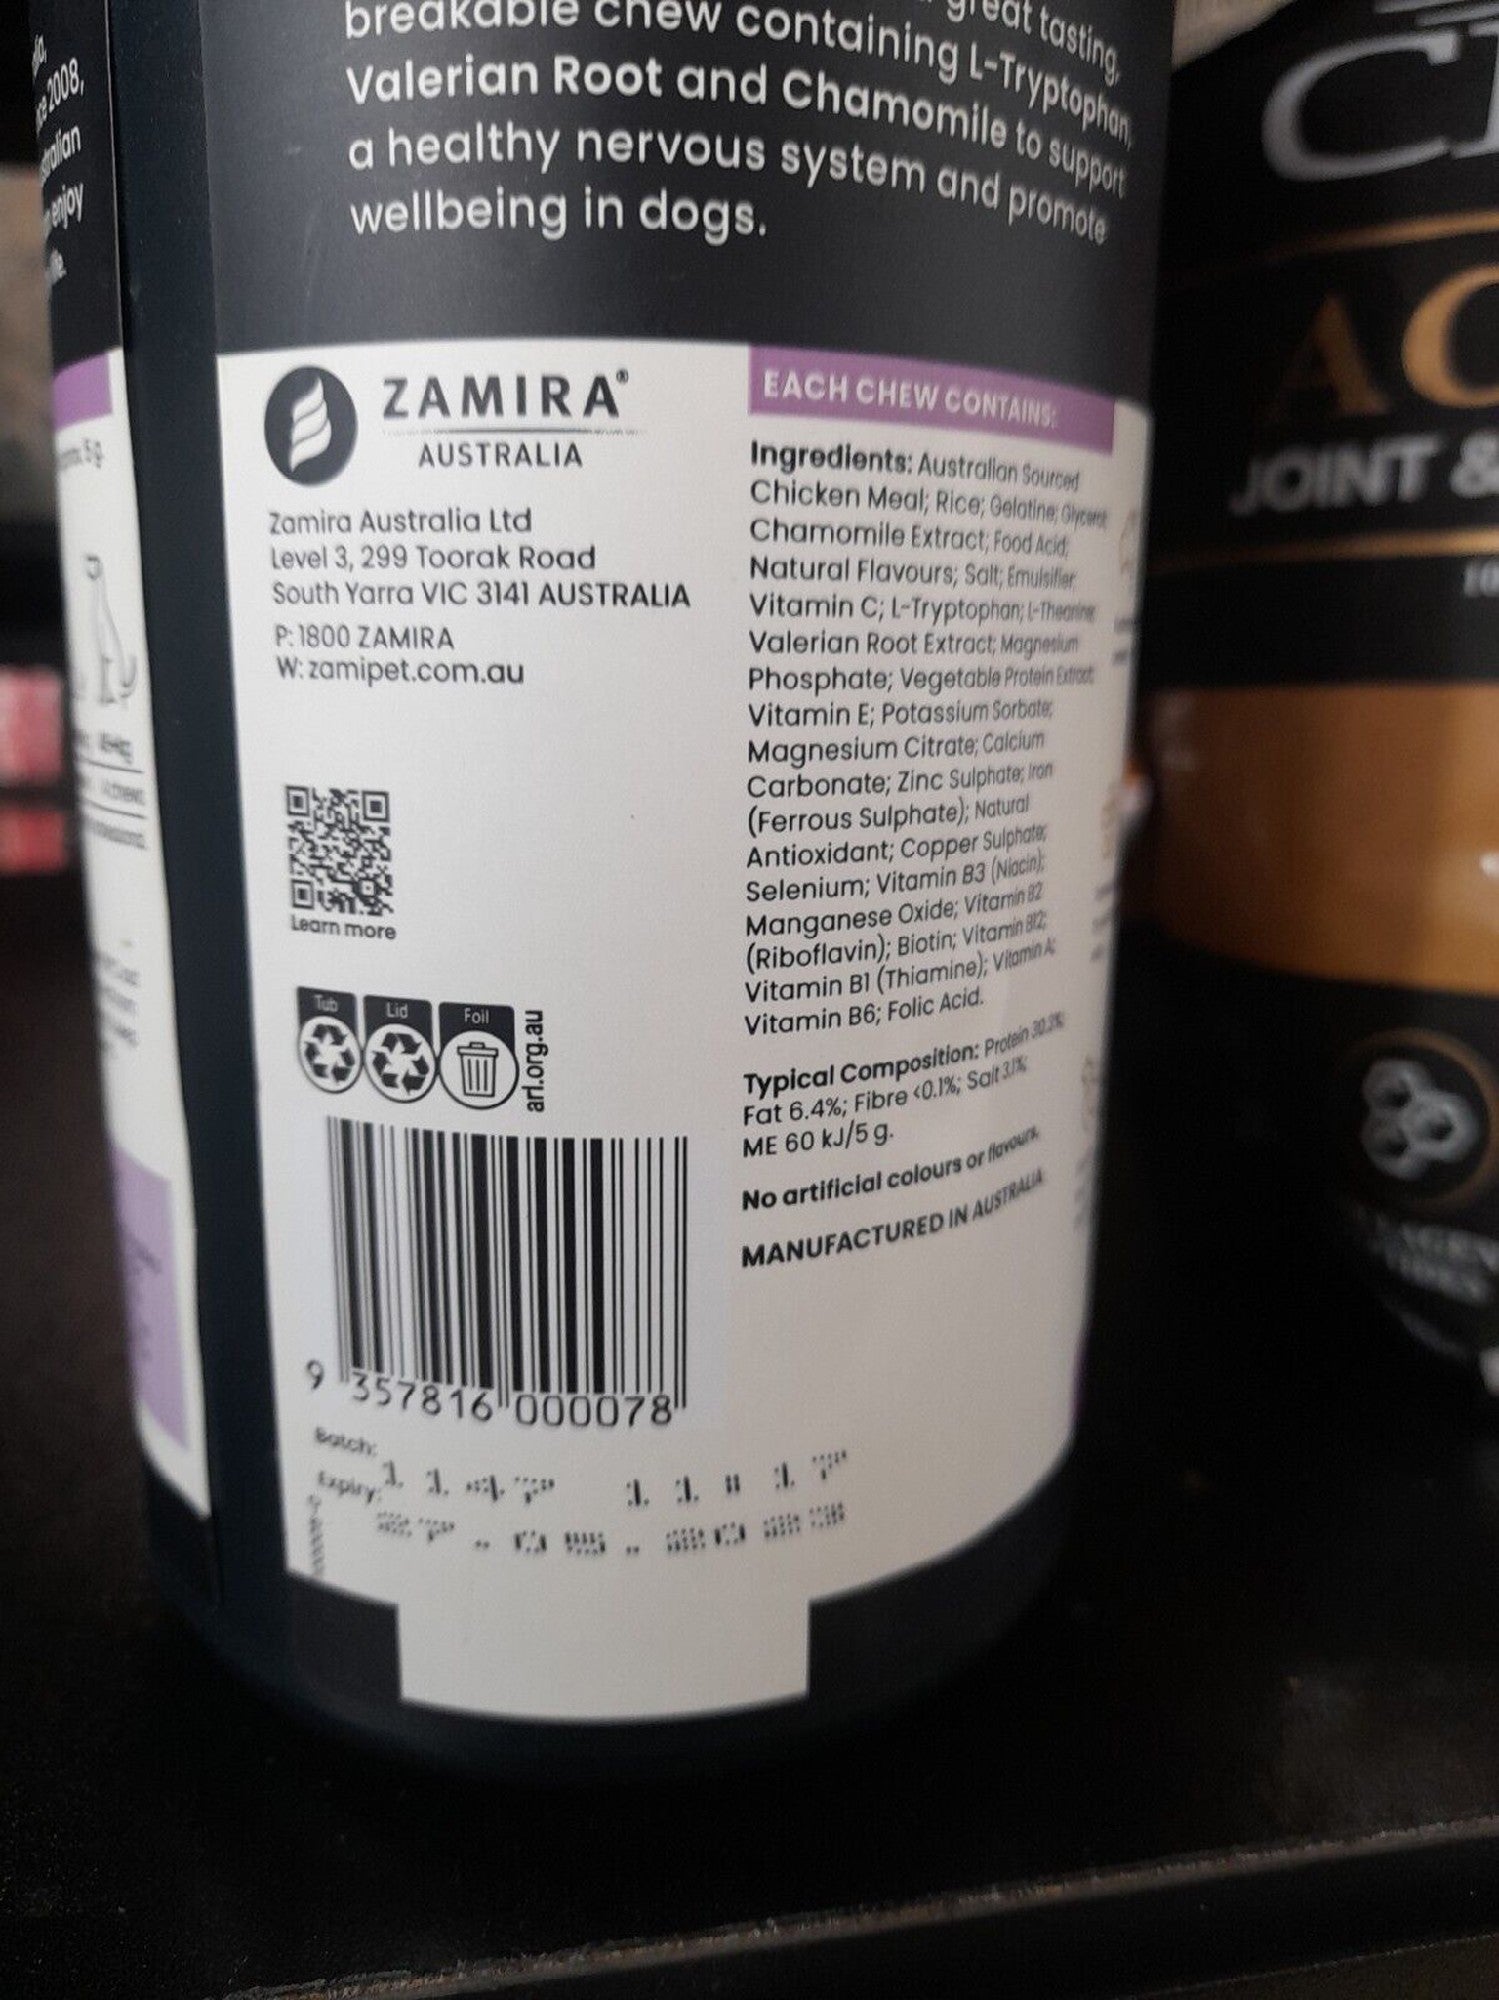 great tasting,
breakable chew containing L-Tryptophan,
Valerian Root and Chamomile to support
a healthy nervous system and promote
wellbeing in dogs.
2008,
enjoy
ZAMIRA®
AUSTRALIA
Zamira Australia Ltd
Level 3, 299 Toorak Road
South Yarra VIC 3141 AUSTRALIA
P: 1800 ZAMIRA
W: zamipet.com.au
Learn more
Tub
Lid
Foil
arl.org.au
9 357816 000078
Batch:
Expiry:
EACH CHEW CONTAINS:
Ingredients: Australian Sourced
Chicken Meal; Rice; Gelatine;
Chamomile Extract; Food Acid;
Natural Flavours; Salt; Emulsifier;
Vitamin C; L-Tryptophan; L-Theanine;
Valerian Root Extract; Magnesium
Phosphate; Vegetable Protein Extract;
Vitamin E; Potassium Sorbate;
Magnesium Citrate; Calcium
Carbonate; Zinc Sulphate; Iron
(Ferrous Sulphate); Natural
Antioxidant; Copper Sulphate;
Selenium; Vitamin B3 (Niacin);
Manganese Oxide; Vitamin B2
(Riboflavin); Biotin; Vitamin B12;
Vitamin B1 (Thiamine); Vitamin A;
Vitamin B6; Folic Acid.
Typical Composition: Protein
Fat 6.4%; Fibre <0.1%; Salt 3.1%
ME 60 kJ/5 g.
No artificial colours or flavours.
MANUFACTURED IN AUSTRALIA
JOINT &